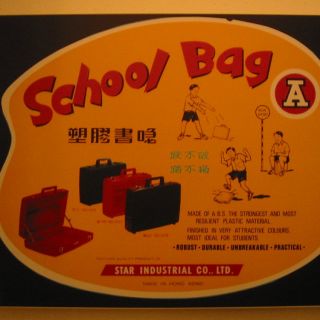 School Bag
A
塑膠書喼
跌不破
踏不塌
MADE OF A.B.S. THE STRONGEST AND MOST
RESILIENT PLASTIC MATERIAL.
FINISHED IN VERY ATTRACTIVE COLOURS.
MOST IDEAL FOR STUDENTS.
· ROBUST · DURABLE · UNBREAKABLE · PRACTICAL ·
STAR INDUSTRIAL CO., LTD.
MADE IN HONG KONG